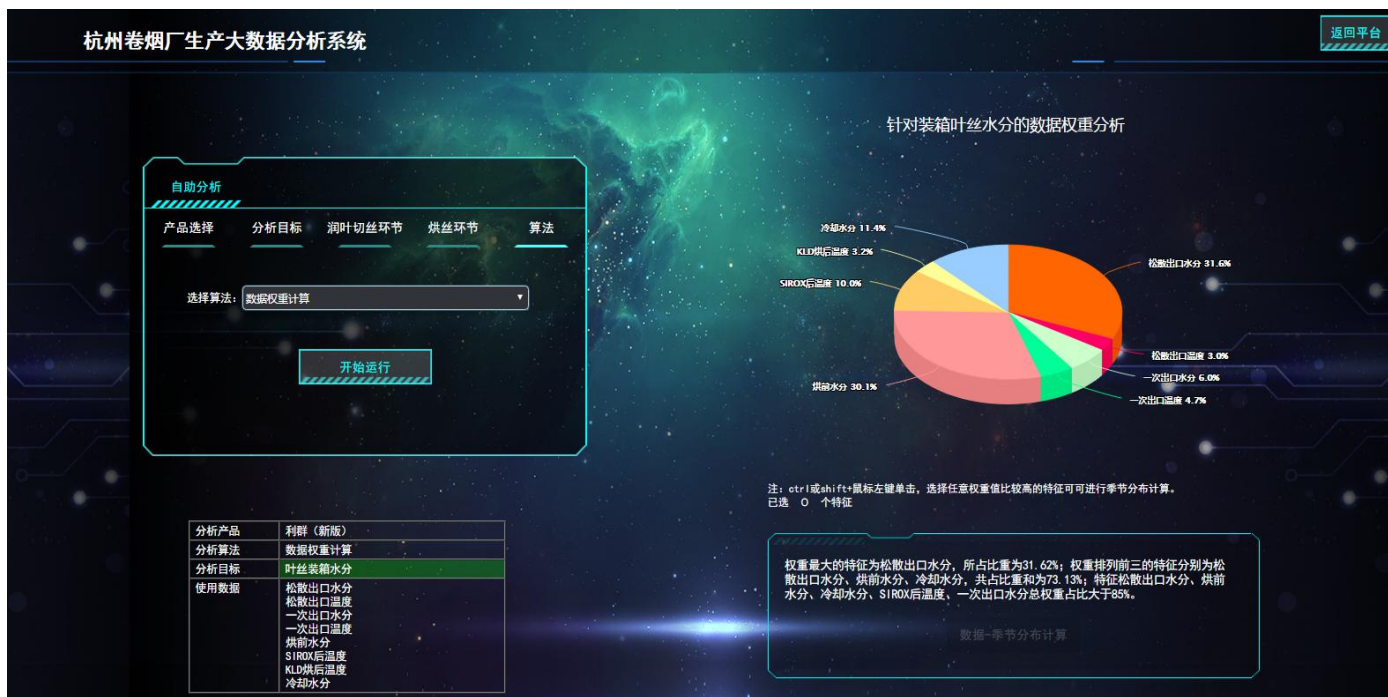 杭州卷烟厂生产大数据分析系统
返回平台
自助分析
产品选择 分析目标 润叶切丝环节 烘丝环节 算法
选择算法: 数据权重计算
开始运行
分析产品 利群（新版）
分析算法 数据权重计算
分析目标 叶丝装箱水分
使用数据 松散出口水分
松散出口温度
一次出口水分
一次出口温度
烘前水分
SIROX后温度
KLD烘后温度
冷却水分
针对装箱叶丝水分的数据权重分析
冷却水分 11.4%
KLD烘后温度 3.2%
松散出口水分 31.6%
SIROX后温度 10.0%
松散出口温度 3.0%
一次出口水分 6.0%
烘前水分 30.1%
一次出口温度 4.7%
注：ctrl或shift+鼠标左键单击，选择任意权重值比较高的特征可可进行季节分布计算。
已选 0 个特征
权重最大的特征为松散出口水分，所占比重为31.62%；权重排列前三的特征分别为松
散出口水分、烘前水分、冷却水分，共占比重和为73.13%；特征松散出口水分、烘前
水分、冷却水分、SIROX后温度、一次出口水分总权重占比大于85%。
数据-季节分布计算